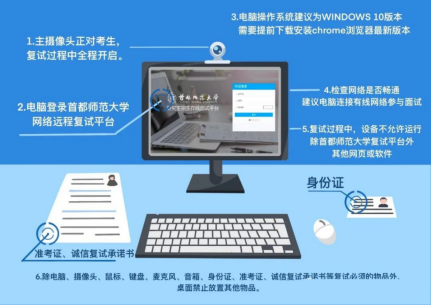 3.电脑操作系统建议为WINDOWS 10版本
需要提前下载安装chrome浏览器最新版本
1.主摄像头正对考生，
复试过程中全程开启。
首都师范大学
2.电脑登录首都师范大学
网络远程复试平台
4.检查网络是否畅通
建议电脑连接有线网络参与面试
5.复试过程中，设备不允许运行
除首都师范大学复试平台外
其他网页或软件
身份证
准考证、诚信复试承诺书
6.除电脑、摄像头、鼠标、键盘、麦克风、音箱、身份证、准考证、诚信复试承诺书等复试必须的物品外，
桌面禁止放置其他物品。